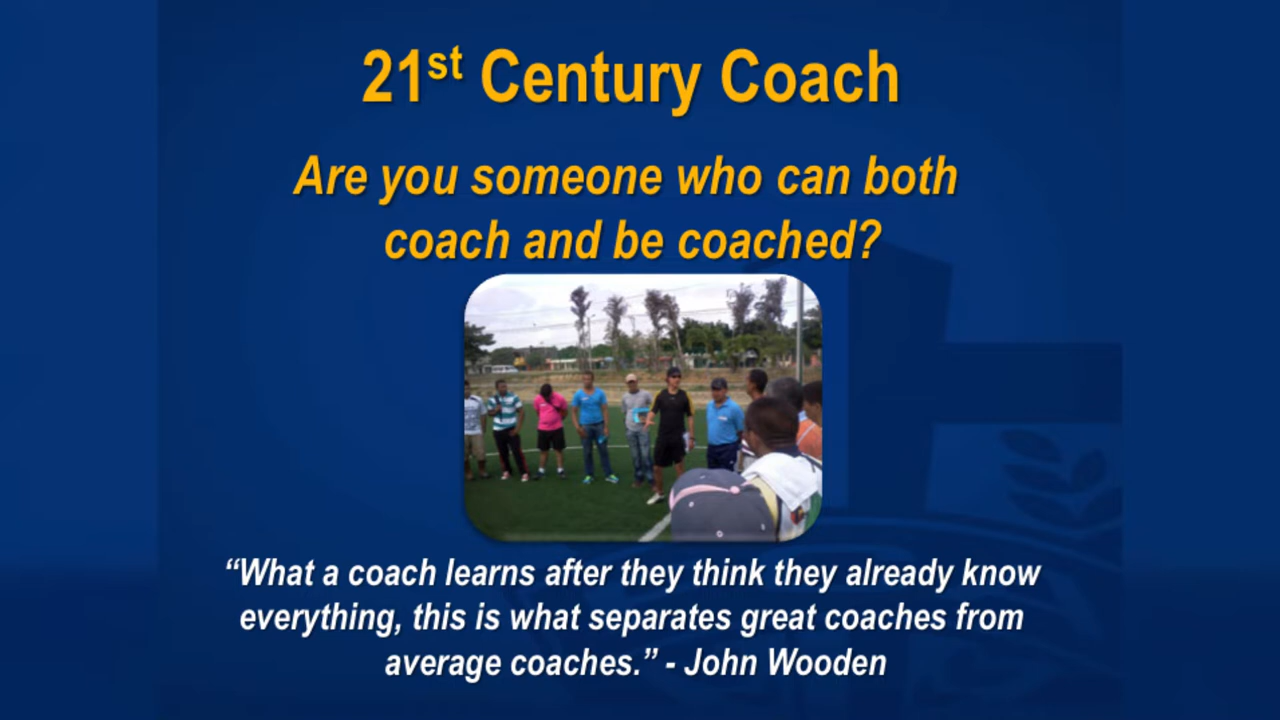 21st Century Coach
Are you someone who can both
coach and be coached?
“What a coach learns after they think they already know
everything, this is what separates great coaches from
average coaches.” - John Wooden